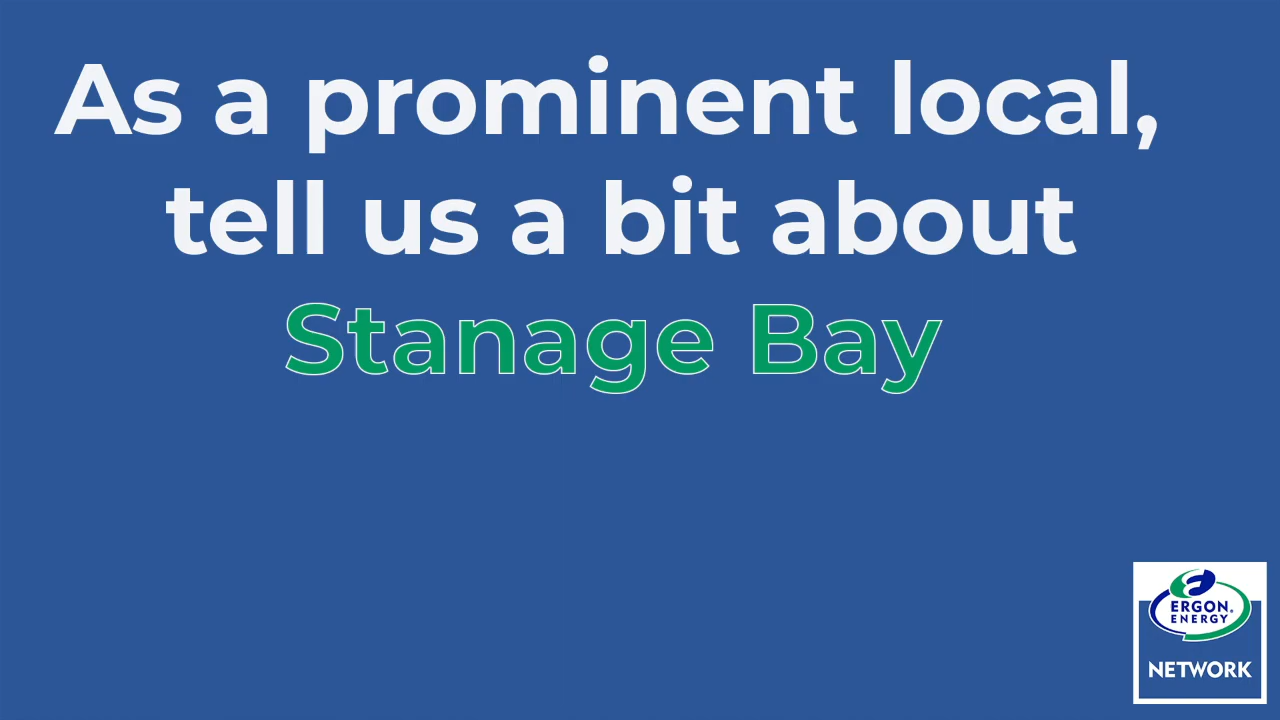 As a prominent local,
tell us a bit about
Stanage Bay
ERGON®
ENERGY
NETWORK